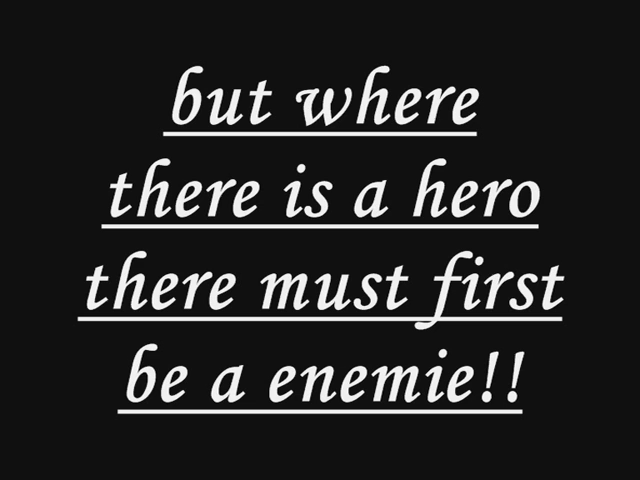 but where
there is a hero
there must first
be a enemie!!